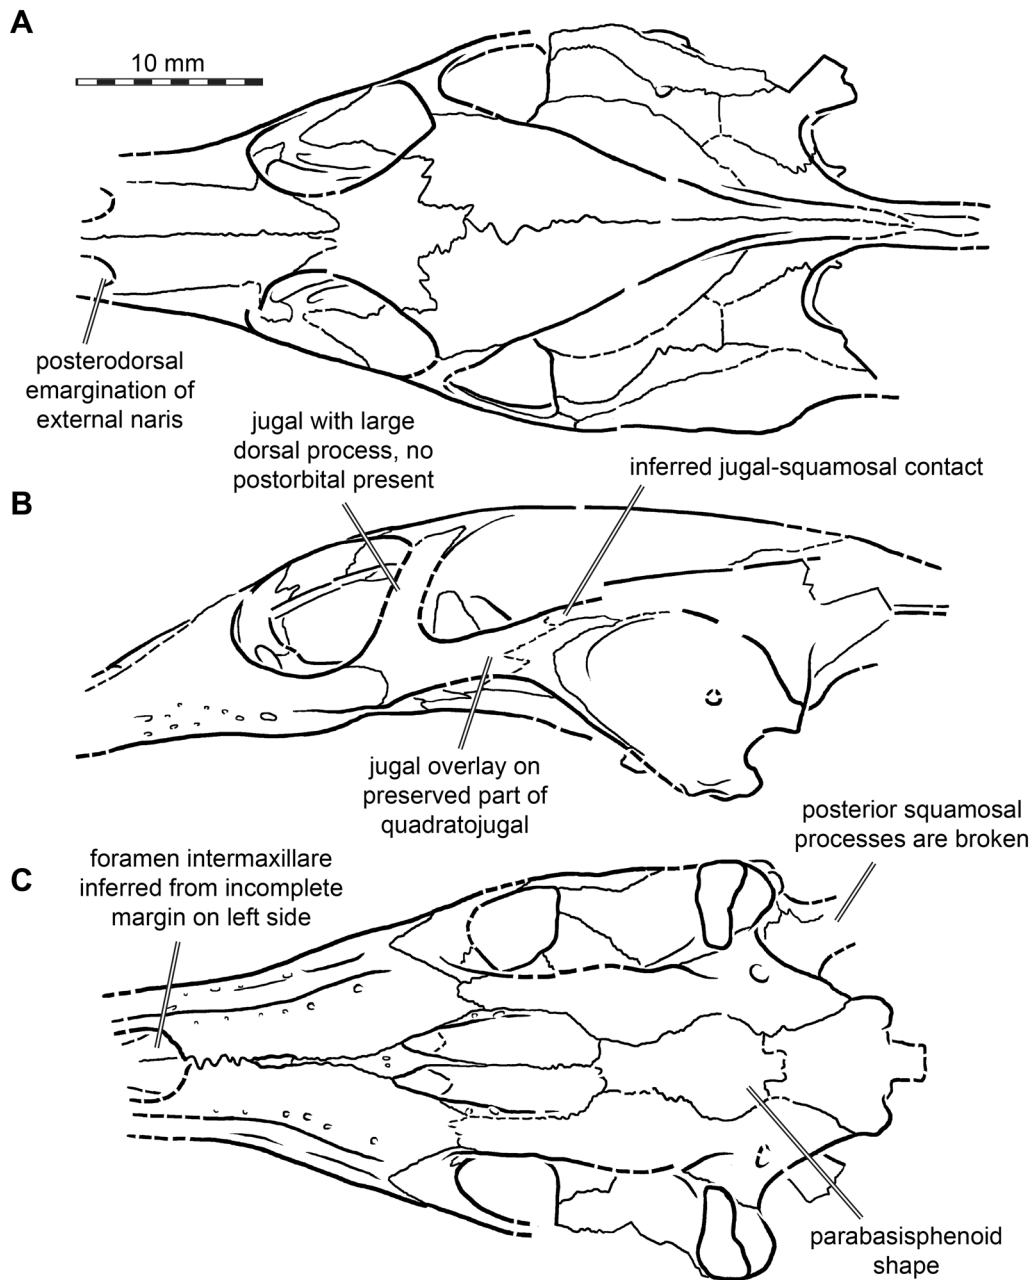 A
10 mm
posterodorsal
emargination of
external naris
jugal with large
dorsal process, no
postorbital present
inferred jugal-squamosal contact
B
jugal overlay on
preserved part of
quadratojugal
posterior squamosal
processes are broken
foramen intermaxillare
inferred from incomplete
margin on left side
C
parabasisphenoid
shape